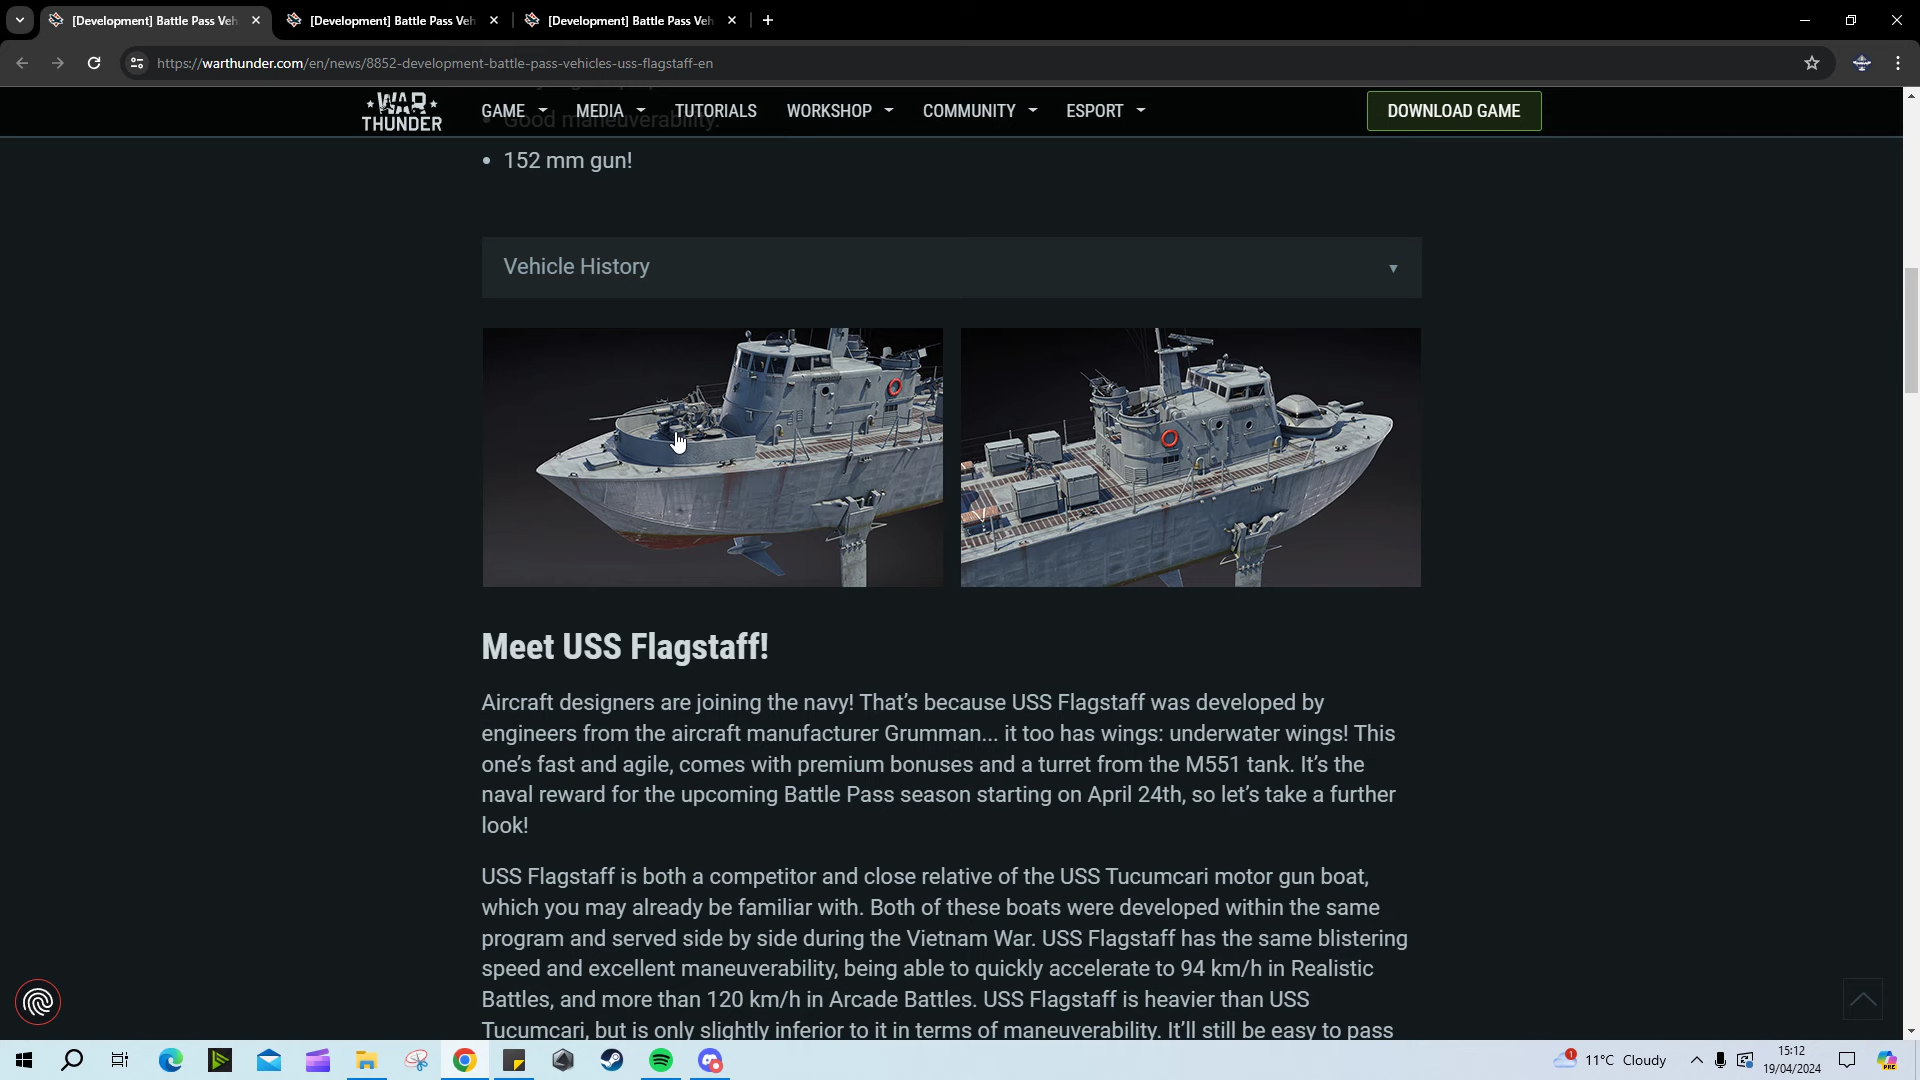 [Development] Battle Pass Veh
[Development] Battle Pass Veh
[Development] Battle Pass Veh
https://warthunder.com/en/news/8852-development-battle-pass-vehicles-uss-flagstaff-en
WAR
THUNDER
GAME
MEDIA
TUTORIALS
WORKSHOP
COMMUNITY
ESPORT
DOWNLOAD GAME
Good maneuverability.
152 mm gun!
Vehicle History
Meet USS Flagstaff!
Aircraft designers are joining the navy! That’s because USS Flagstaff was developed by
engineers from the aircraft manufacturer Grumman... it too has wings: underwater wings! This
one’s fast and agile, comes with premium bonuses and a turret from the M551 tank. It’s the
naval reward for the upcoming Battle Pass season starting on April 24th, so let’s take a further
look!
USS Flagstaff is both a competitor and close relative of the USS Tucumcari motor gun boat,
which you may already be familiar with. Both of these boats were developed within the same
program and served side by side during the Vietnam War. USS Flagstaff has the same blistering
speed and excellent maneuverability, being able to quickly accelerate to 94 km/h in Realistic
Battles, and more than 120 km/h in Arcade Battles. USS Flagstaff is heavier than USS
Tucumcari, but is only slightly inferior to it in terms of maneuverability. It’ll still be easy to pass
1
11°C Cloudy
15:12
19/04/2024
PRE